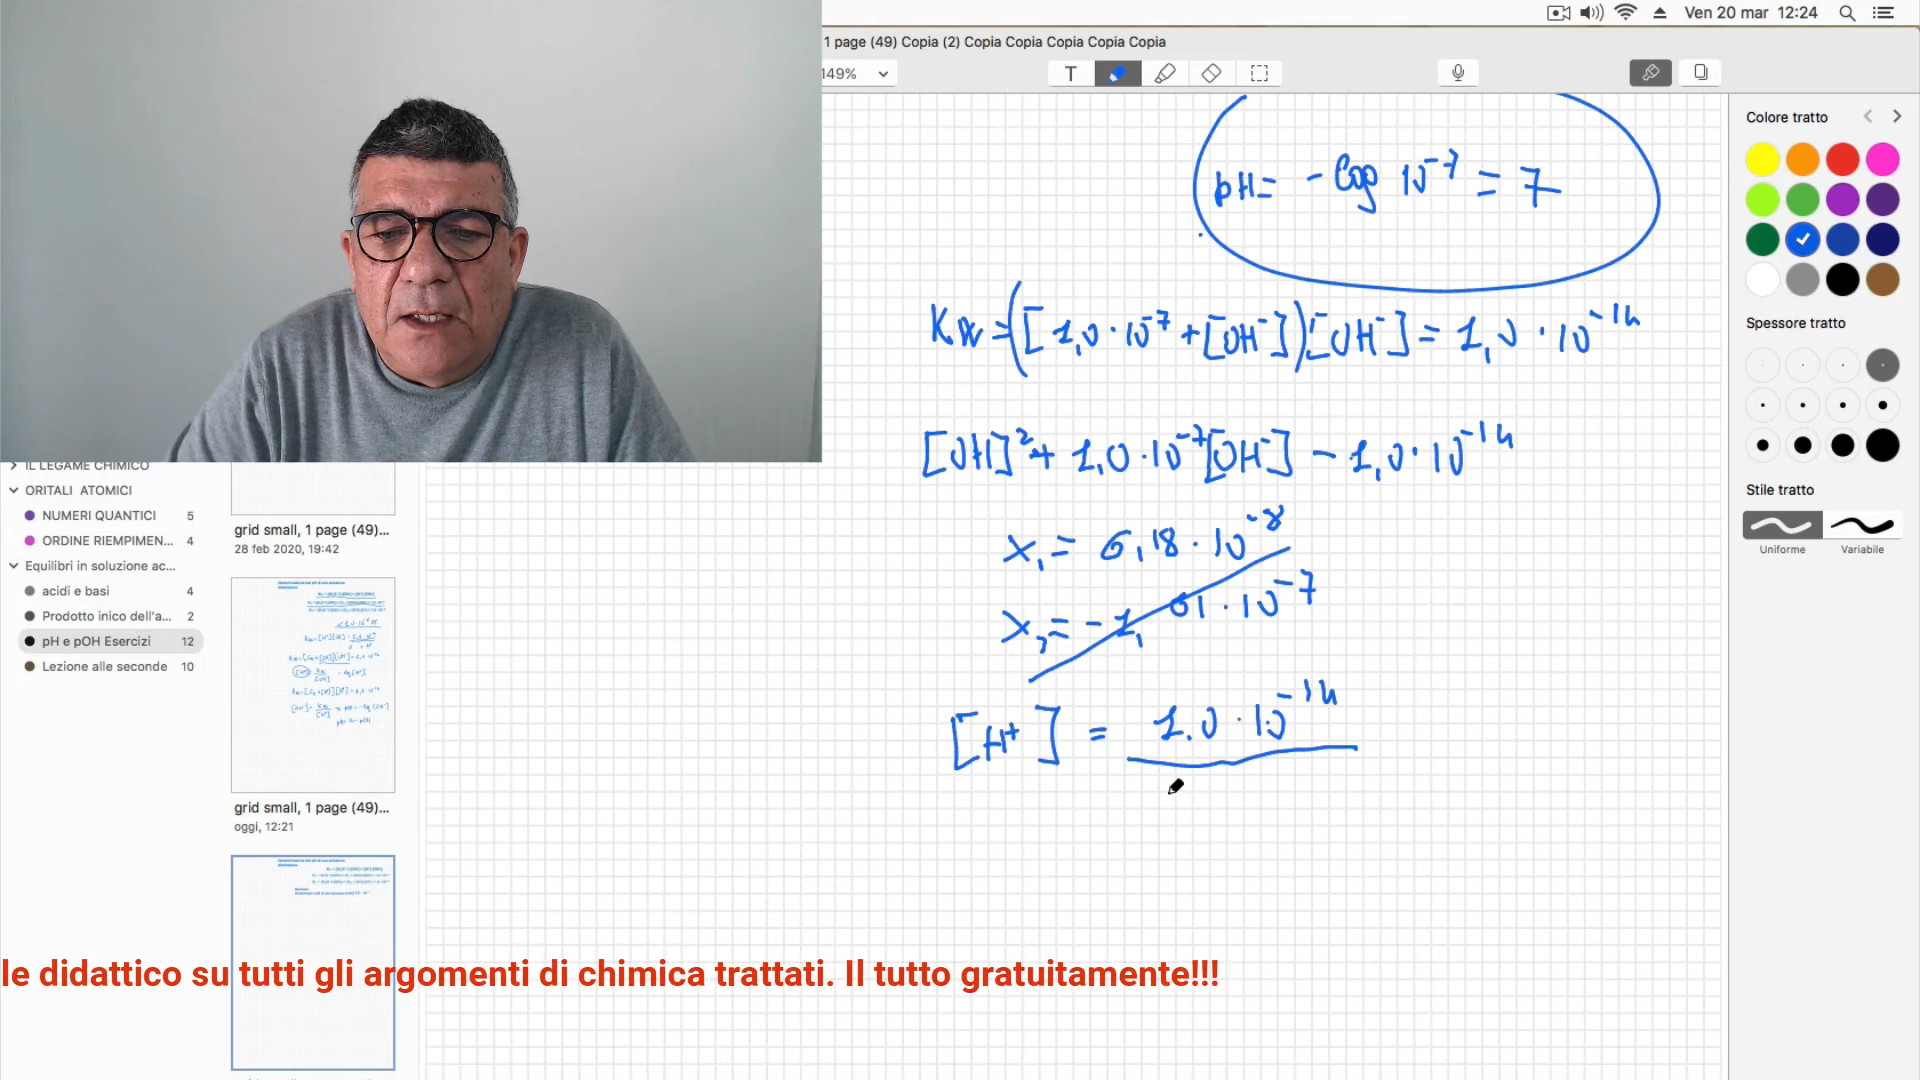 Ven 20 mar 12:24
1 page (49) Copia (2) Copia Copia Copia Copia Copia
149%
T
Colore tratto
pH= - log 10⁻⁷ = 7
Kw = ([1,0 · 10⁻⁷ + [OH⁻])[OH⁻] = 1,0 · 10⁻¹⁴
Spessore tratto
[OH]² + 1,0 · 10⁻⁷[OH⁻] - 1,0 · 10⁻¹⁴
x₁ = 6,18 · 10⁻⁸
x₂ = - 1,61 · 10⁻⁷
[H⁺] = 1.0 · 10⁻¹⁴
Stile tratto
Uniforme Variabile
IL LEGAME CHIMICO
ORITALI ATOMICI
NUMERI QUANTICI 5
ORDINE RIEMPIMEN... 4
Equilibri in soluzione ac...
acidi e basi 4
Prodotto inico dell'a... 2
pH e pOH Esercizi 12
Lezione alle seconde 10
grid small, 1 page (49)...
28 feb 2020, 19:42
grid small, 1 page (49)...
oggi, 12:21
le didattico su tutti gli argomenti di chimica trattati. Il tutto gratuitamente!!!